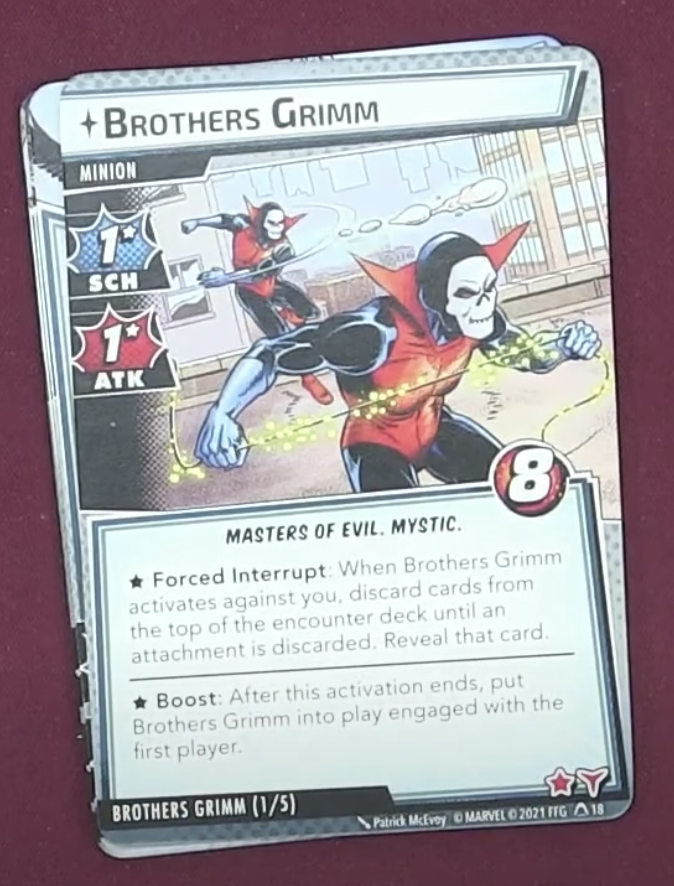 BROTHERS GRIMM
MINION
1
SCH
1
ATK
8
MASTERS OF EVIL. MYSTIC.
★ Forced Interrupt: When Brothers Grimm
activates against you, discard cards from
the top of the encounter deck until an
attachment is discarded. Reveal that card.
★ Boost: After this activation ends, put
Brothers Grimm into play engaged with the
first player.
BROTHERS GRIMM (1/5)
Patrick McEvoy © MARVEL © 2021 FFG 18